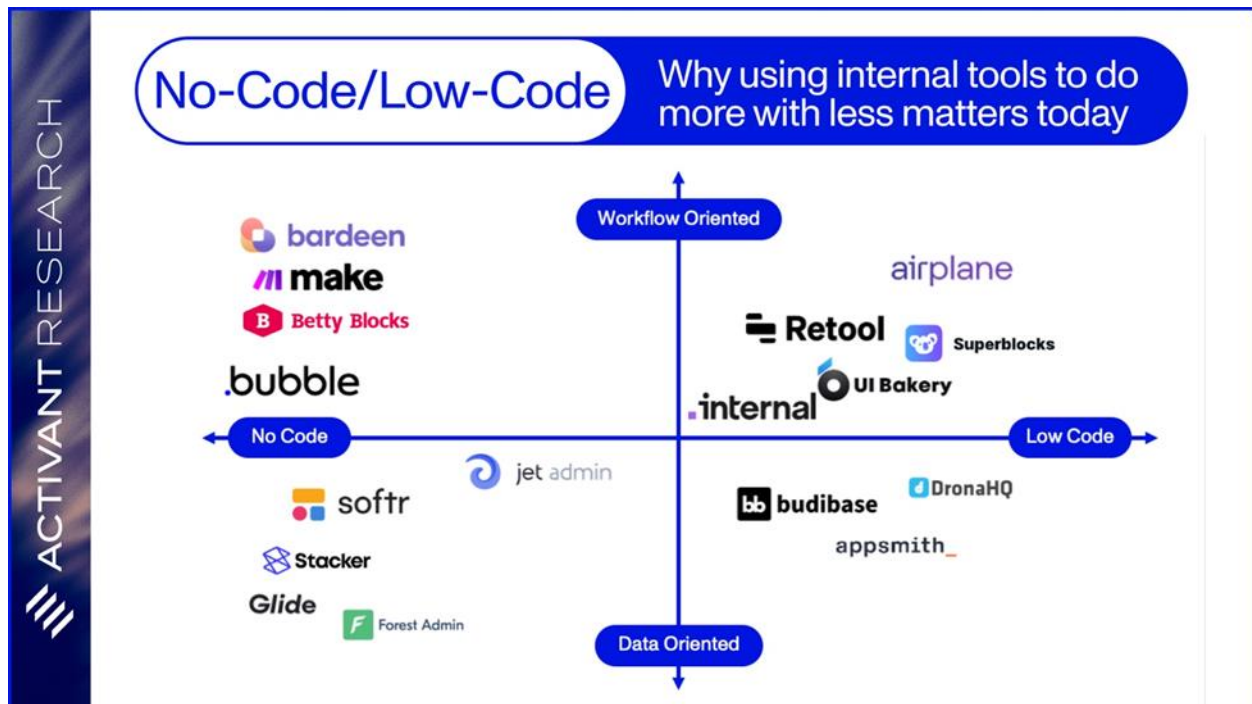 ACTIVANT RESEARCH
No-Code/Low-Code
Why using internal tools to do
more with less matters today
Workflow Oriented
bardeen
make
B Betty Blocks
.bubble
airplane
Retool
Superblocks
UI Bakery
.internal
No Code
Low Code
jet admin
softr
Stacker
Glide
F Forest Admin
bb budibase
d DronaHQ
appsmith_
Data Oriented